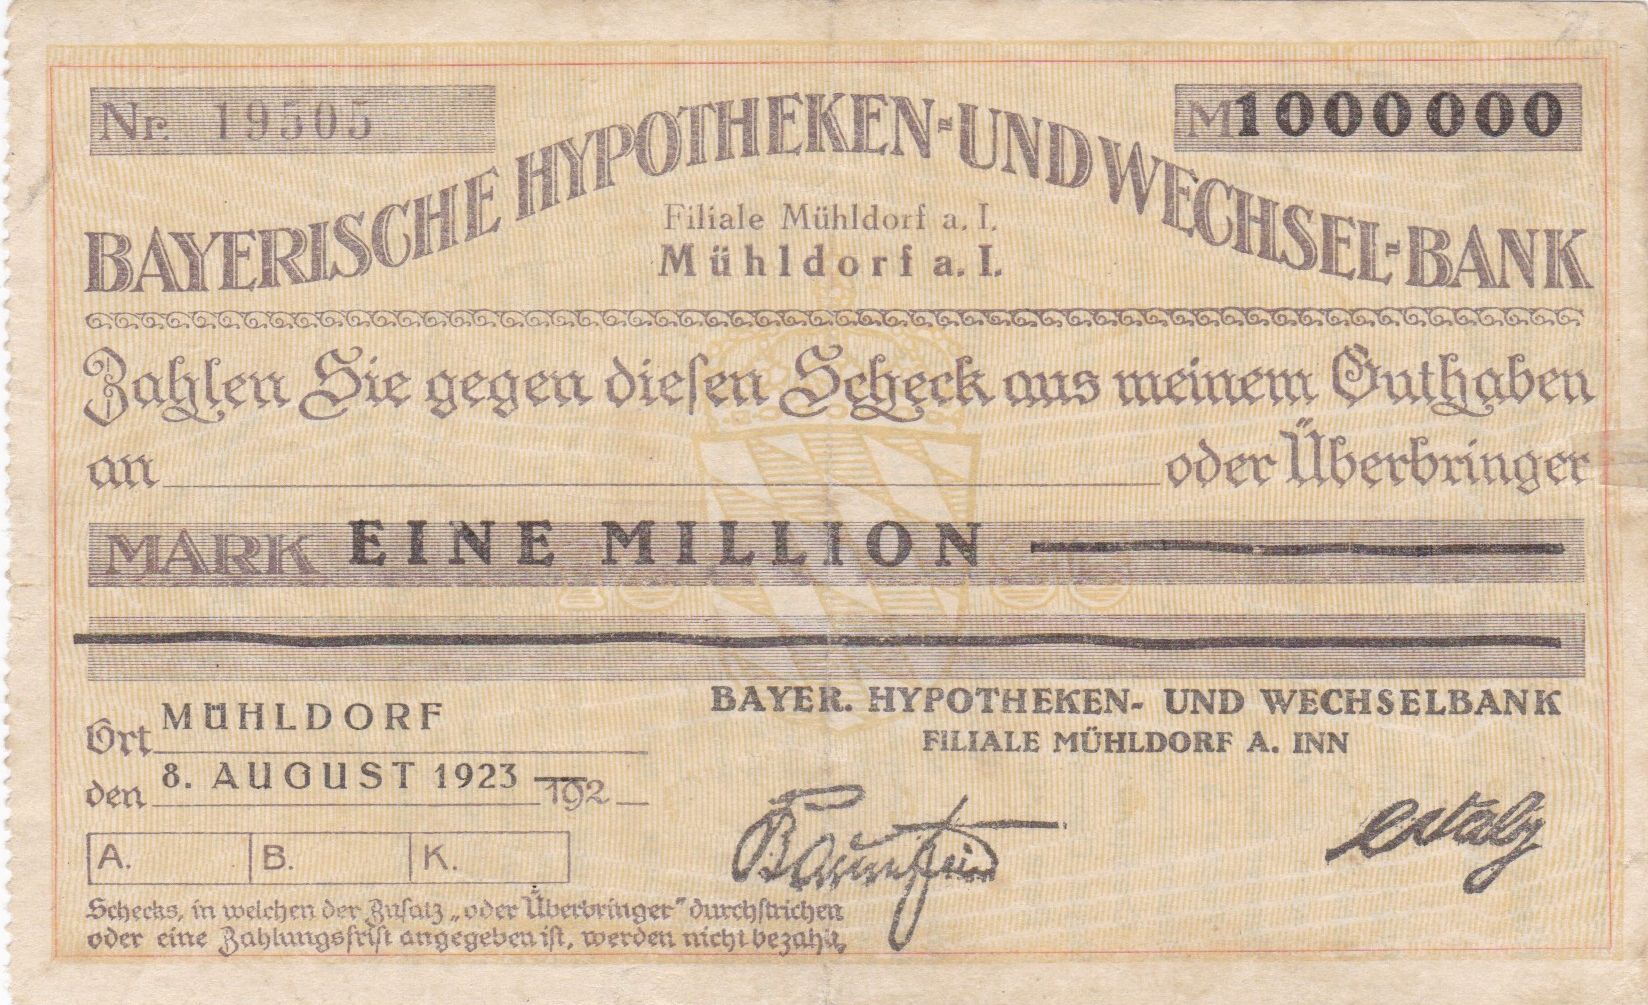 Nr. 19505
M 1000000
BAYERISCHE HYPOTHEKEN-UND WECHSEL-BANK
Filiale Mühldorf a. I.
Mühldorf a. I.
Zahlen Sie gegen diesen Scheck aus meinem Guthaben
an oder Überbringer
MARK EINE MILLION
BAYER. HYPOTHEKEN- UND WECHSELBANK
FILIALE MÜHLDORF A. INN
Ort MÜHLDORF
den 8. AUGUST 1923 192
A. B. K.
Schecks, in welchen der Zusatz „oder Überbringer" durchstrichen
oder eine Zahlungsfrist angegeben ist, werden nicht bezahlt.